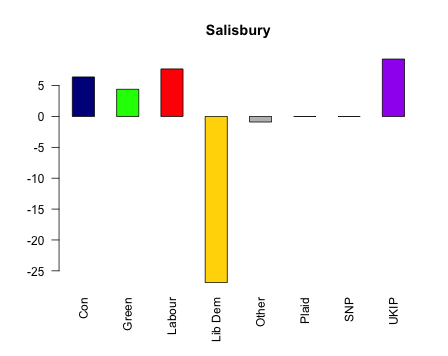 Salisbury
5
0
-5
-10
-15
-20
-25
Con
Green
Labour
Lib Dem
Other
Plaid
SNP
UKIP